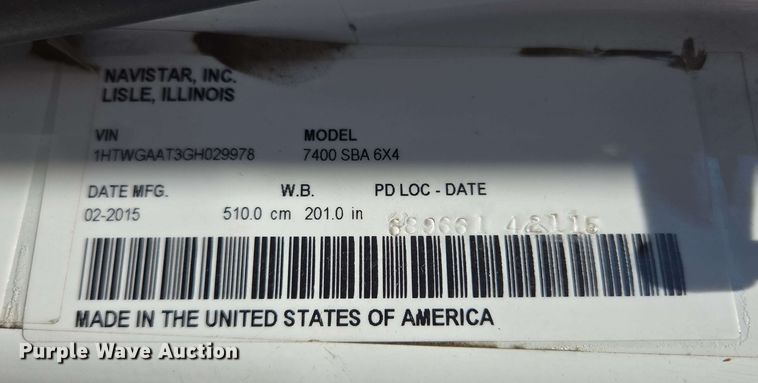 NAVISTAR, INC.
LISLE, ILLINOIS
VIN MODEL
1HTWGAAT3GH029978 7400 SBA 6X4
DATE MFG. W.B. PD LOC - DATE
02-2015 510.0 cm 201.0 in 42115
MADE IN THE UNITED STATES OF AMERICA
Purple Wave Auction